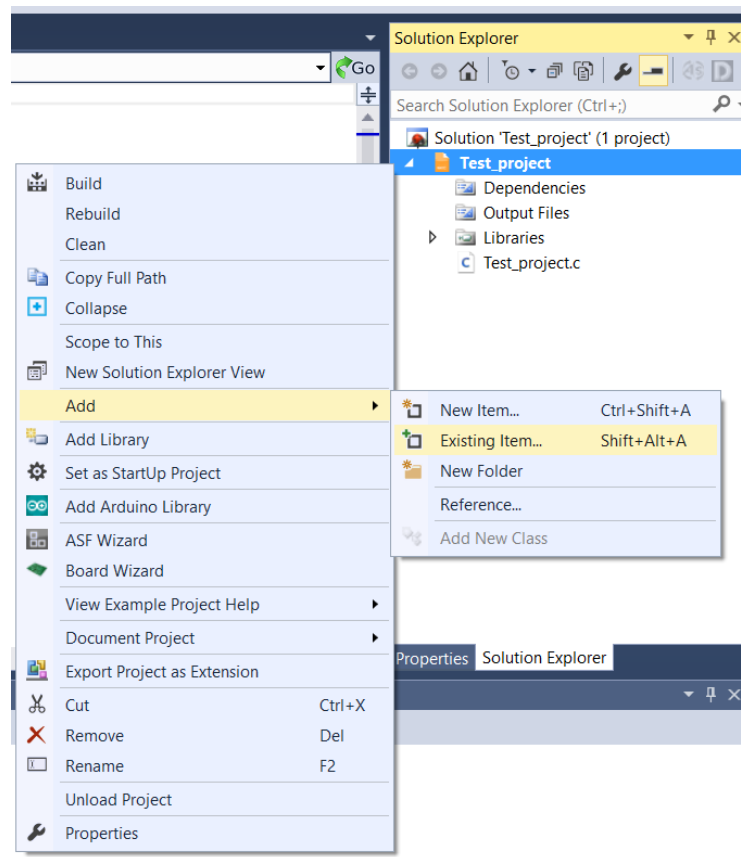 Solution Explorer
Go
Search Solution Explorer (Ctrl+;)
Solution 'Test_project' (1 project)
Test_project
Dependencies
Output Files
Libraries
Test_project.c
Build
Rebuild
Clean
Copy Full Path
Collapse
Scope to This
New Solution Explorer View
Add
Add Library
Set as StartUp Project
Add Arduino Library
ASF Wizard
Board Wizard
View Example Project Help
Document Project
Export Project as Extension
Cut Ctrl+X
Remove Del
Rename F2
Unload Project
Properties
New Item... Ctrl+Shift+A
Existing Item... Shift+Alt+A
New Folder
Reference...
Add New Class
Properties Solution Explorer